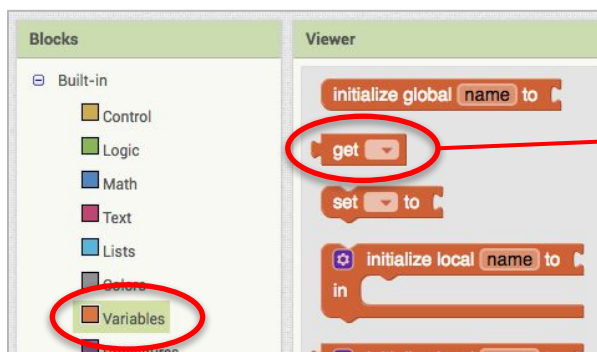 Blocks
Built-in
Control
Logic
Math
Text
Lists
Colors
Variables
Viewer
initialize global name to
get
set to
initialize local name to
in